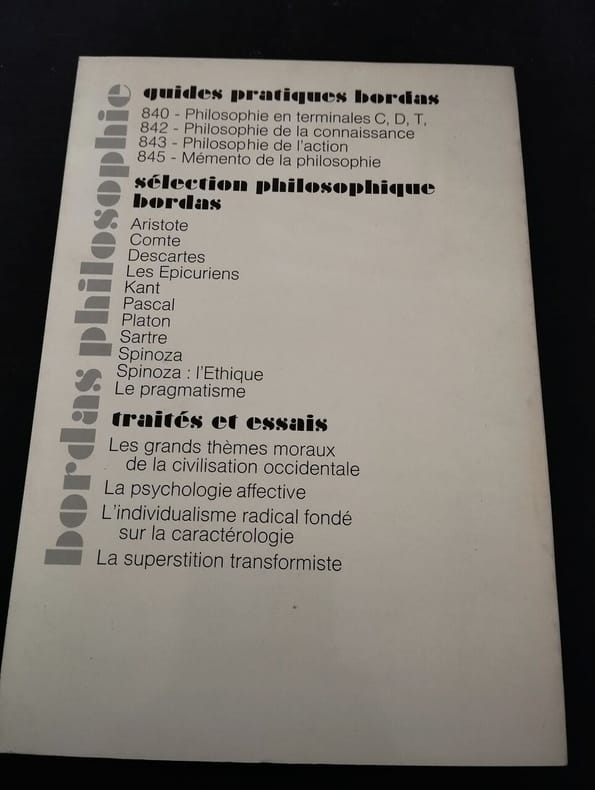 bordas philosophie
guides pratiques bordas
840 - Philosophie en terminales C, D, T,
842 - Philosophie de la connaissance
843 - Philosophie de l'action
845 - Mémento de la philosophie
sélection philosophique
bordas
Aristote
Comte
Descartes
Les Epicuriens
Kant
Pascal
Platon
Sartre
Spinoza
Spinoza : l'Ethique
Le pragmatisme
traités et essais
Les grands thèmes moraux
de la civilisation occidentale
La psychologie affective
L'individualisme radical fondé
sur la caractérologie
La superstition transformiste